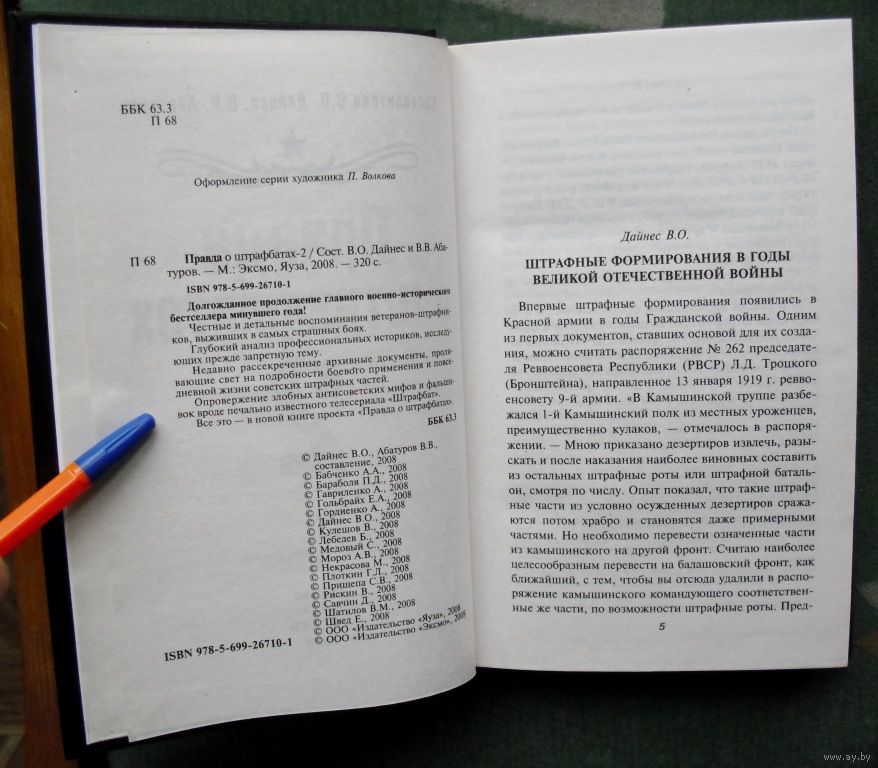 ББК 63.3
П 68
Оформление серии художника П. Волкова
П 68
Правда о штрафбатах-2 / Сост. В.О. Дайнес и В.В. Абатуров. — М.: Эксмо, Яуза, 2008. — 320 с.
ISBN 978-5-699-26710-1
Долгожданное продолжение главного военно-исторического
бестселлера минувшего года!
Честные и детальные воспоминания ветеранов-штрафни-
ков, выживших в самых страшных боях.
Глубокий анализ профессиональных историков, исследу-
ющих прежде запретную тему.
Недавно рассекреченные архивные документы, проли-
вающие свет на подробности боевого применения и повсе-
дневной жизни советских штрафных частей.
Опровержение злобных антисоветских мифов и фальши-
вок вроде печально известного телесериала «Штрафбат».
Все это — в новой книге проекта «Правда о штрафбатах».
ББК 63.3
© Дайнес В.О., Абатуров В.В.,
составление, 2008
© Бабченко А.А., 2008
© Бараболя П.Д., 2008
© Гавриленко А., 2008
© Гольбрайх Е.А., 2008
© Гордиенко А., 2008
© Дайнес В.О., 2008
© Кулешов В., 2008
© Лебедев Б., 2008
© Медовый С., 2008
© Мороз А.В., 2008
© Некрасова М., 2008
© Плоткин Г.Л., 2008
© Прищепа С.В., 2008
© Рискин В., 2008
© Савчин Д., 2008
© Шатилов В.М., 2008
© Швед Е., 2008
© ООО «Издательство «Яуза», 2008
© ООО «Издательство «Эксмо», 2008
ISBN 978-5-699-26710-1
Дайнес В.О.
ШТРАФНЫЕ ФОРМИРОВАНИЯ В ГОДЫ
ВЕЛИКОЙ ОТЕЧЕСТВЕННОЙ ВОЙНЫ
Впервые штрафные формирования появились в
Красной армии в годы Гражданской войны. Одним
из первых документов, ставших основой для их созда-
ния, можно считать распоряжение № 262 председате-
ля Реввоенсовета Республики (РВСР) Л.Д. Троцкого
(Бронштейна), направленное 13 января 1919 г. ревво-
енсовету 9-й армии. «В Камышинской группе разбе-
жался 1-й Камышинский полк из местных уроженцев,
преимущественно кулаков, — отмечалось в распоря-
жении. — Мною приказано дезертиров извлечь, разы-
скать и после наказания наиболее виновных составить
из остальных штрафные роты или штрафной баталь-
он, смотря по числу. Опыт показал, что такие штраф-
ные части из условно осужденных дезертиров сража-
ются потом храбро и становятся даже примерными
частями. Но необходимо перевести означенные части
из камышинского на другой фронт. Считаю наиболее
целесообразным перевести на балашовский фронт, как
ближайший, с тем, чтобы вы отсюда удалили в распо-
ряжение камышинского командующего соответствен-
ные же части, по возможности штрафные роты. Пред-
5
www.ay.by